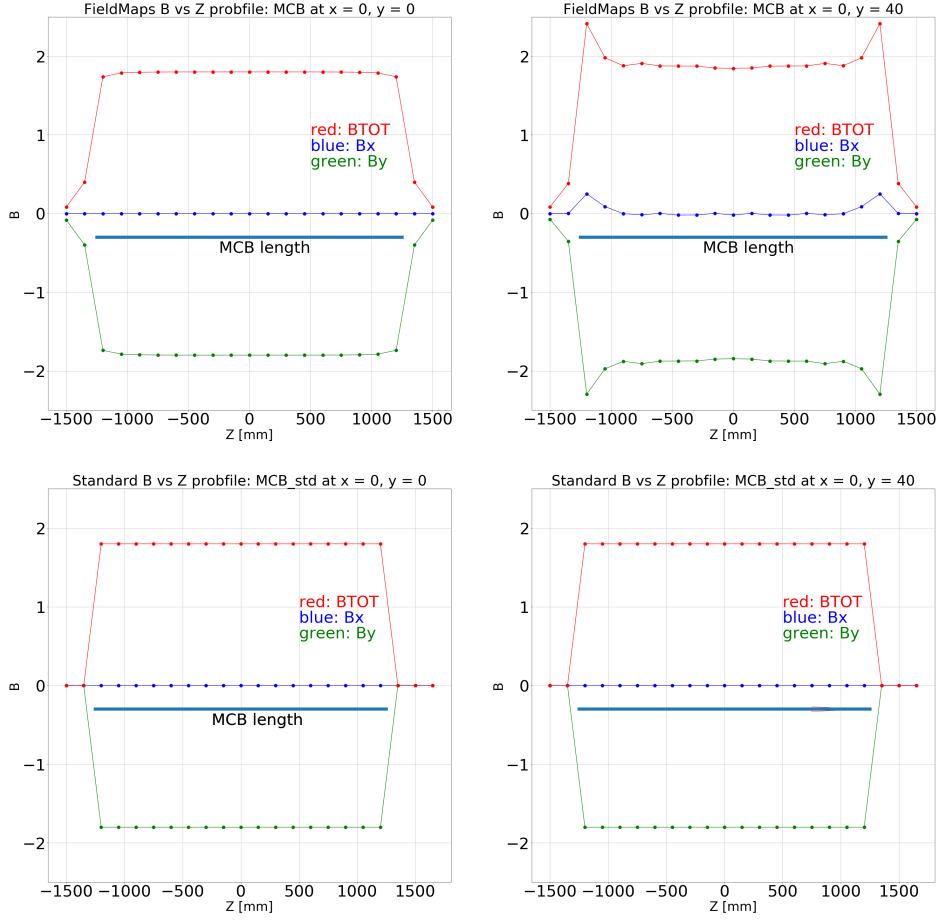 FieldMaps B vs Z probfile: MCB at x = 0, y = 0
2
1
0
−1
−2
B
red: BTOT
blue: Bx
green: By
MCB length
−1500 −1000 −500 0 500 1000 1500
Z [mm]
FieldMaps B vs Z probfile: MCB at x = 0, y = 40
2
1
0
−1
−2
B
red: BTOT
blue: Bx
green: By
MCB length
−1500 −1000 −500 0 500 1000 1500
Z [mm]
Standard B vs Z probfile: MCB_std at x = 0, y = 0
2
1
0
−1
−2
B
red: BTOT
blue: Bx
green: By
MCB length
−1500 −1000 −500 0 500 1000 1500
Z [mm]
Standard B vs Z probfile: MCB_std at x = 0, y = 40
2
1
0
−1
−2
B
red: BTOT
blue: Bx
green: By
−1500 −1000 −500 0 500 1000 1500
Z [mm]